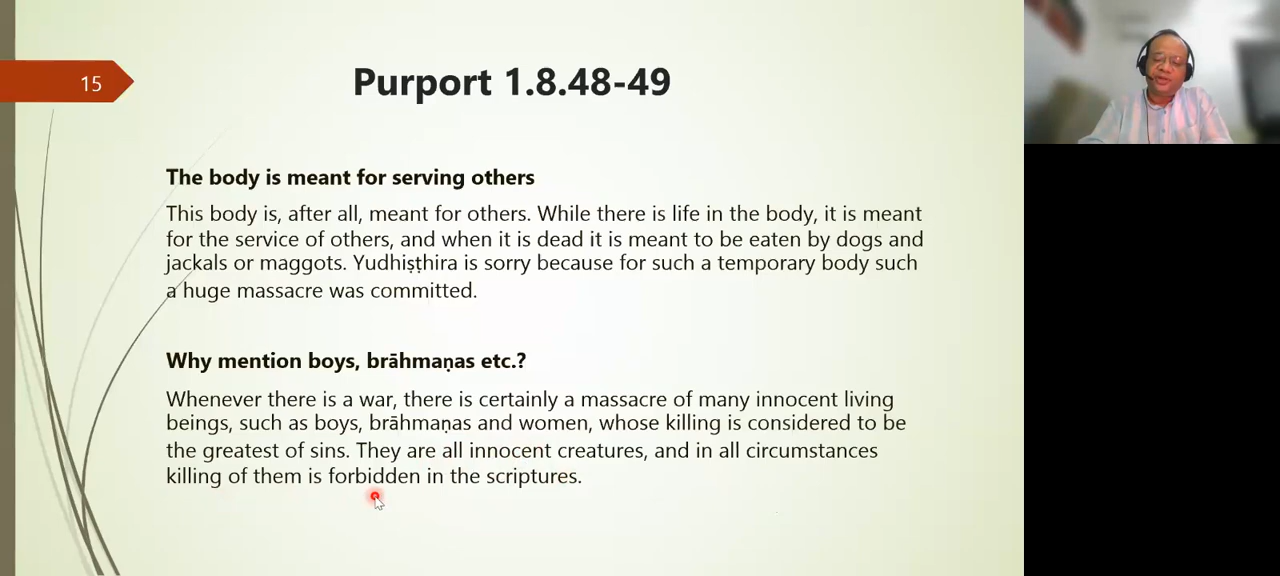 15
Purport 1.8.48-49
The body is meant for serving others
This body is, after all, meant for others. While there is life in the body, it is meant
for the service of others, and when it is dead it is meant to be eaten by dogs and
jackals or maggots. Yudhiṣṭhira is sorry because for such a temporary body such
a huge massacre was committed.
Why mention boys, brāhmaṇas etc.?
Whenever there is a war, there is certainly a massacre of many innocent living
beings, such as boys, brāhmaṇas and women, whose killing is considered to be
the greatest of sins. They are all innocent creatures, and in all circumstances
killing of them is forbidden in the scriptures.